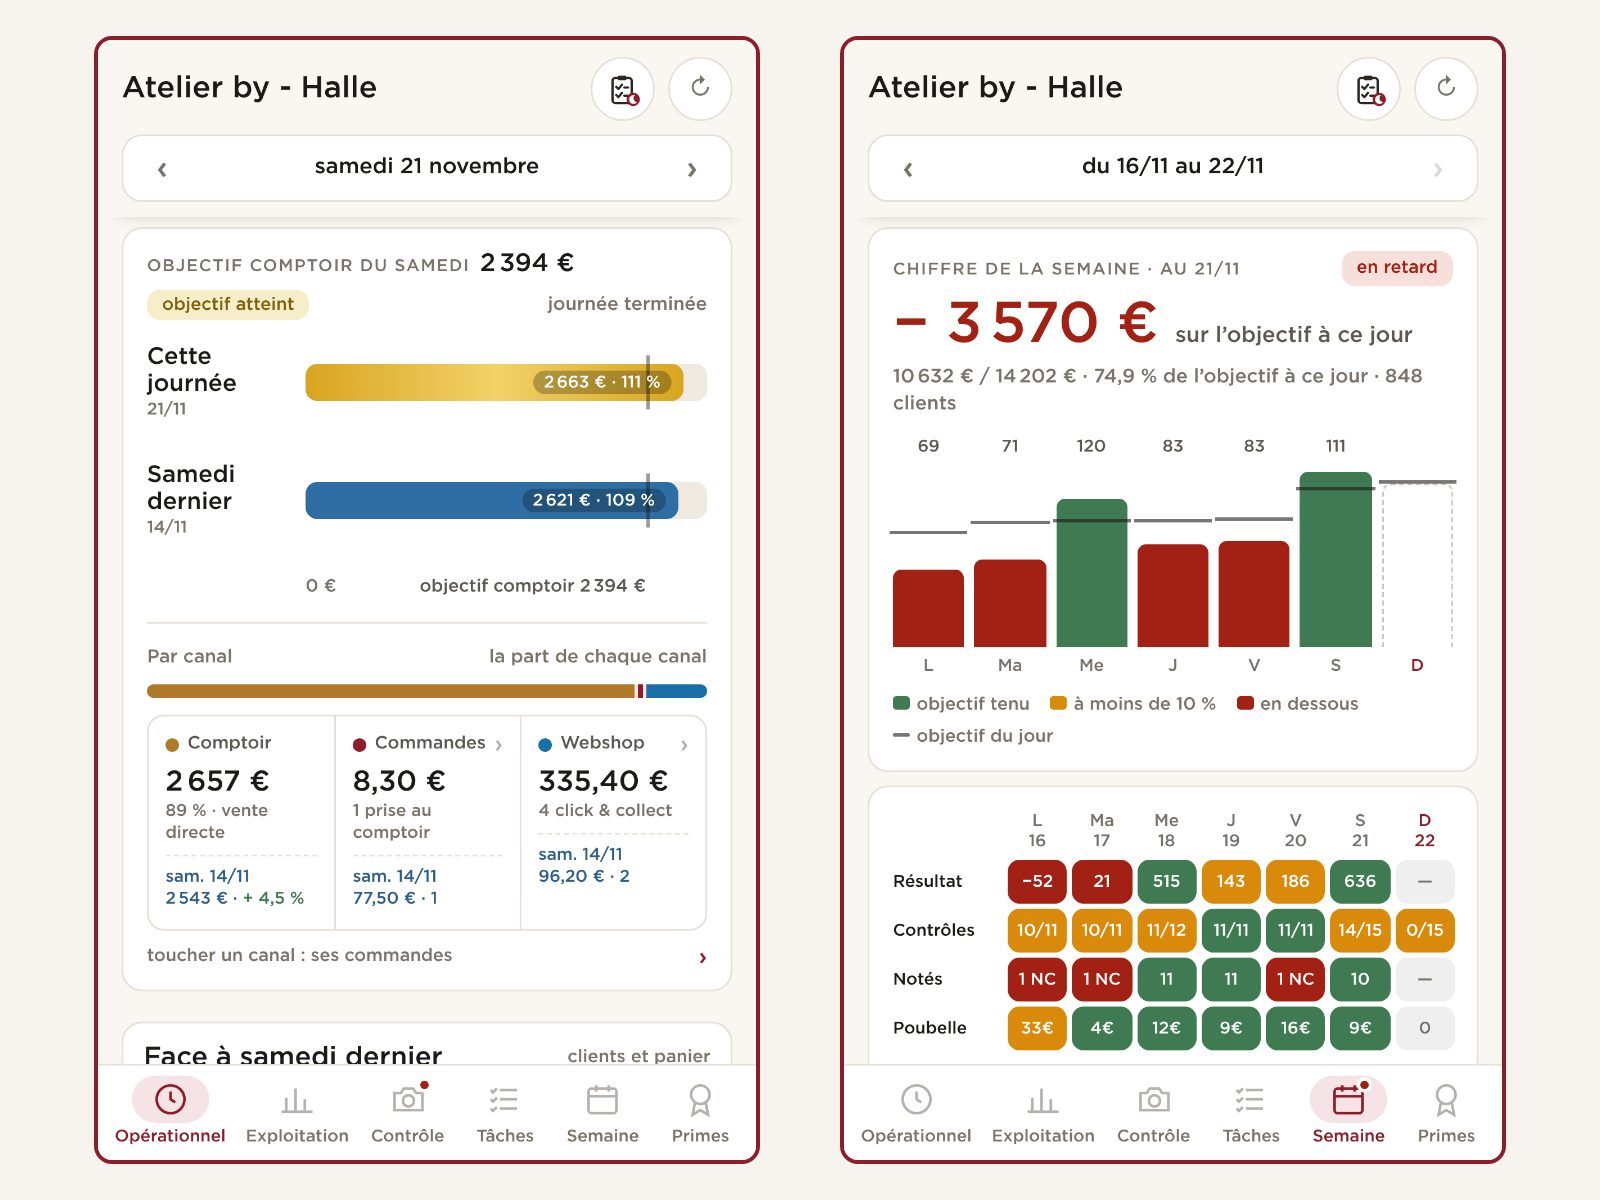 Atelier by - Halle
‹ samedi 21 novembre ›
OBJECTIF COMPTOIR DU SAMEDI 2 394 €
objectif atteint journée terminée
Cette
journée
21/11
2 663 € · 111 %
Samedi
dernier
14/11
2 621 € · 109 %
0 € objectif comptoir 2 394 €
Par canal la part de chaque canal
Comptoir
2 657 €
89 % · vente
directe
sam. 14/11
2 543 € · + 4,5 %
Commandes ›
8,30 €
1 prise au
comptoir
sam. 14/11
77,50 € · 1
Webshop ›
335,40 €
4 click & collect
sam. 14/11
96,20 € · 2
toucher un canal : ses commandes ›
Face à samedi dernier clients et panier
Opérationnel Exploitation Contrôle Tâches Semaine Primes
Atelier by - Halle
‹ du 16/11 au 22/11 ›
CHIFFRE DE LA SEMAINE · AU 21/11 en retard
− 3 570 € sur l’objectif à ce jour
10 632 € / 14 202 € · 74,9 % de l’objectif à ce jour · 848
clients
69 71 120 83 83 111
L Ma Me J V S D
objectif tenu à moins de 10 % en dessous
objectif du jour
L Ma Me J V S D
16 17 18 19 20 21 22
Résultat −52 21 515 143 186 636 —
Contrôles 10/11 10/11 11/12 11/11 11/11 14/15 0/15
Notés 1 NC 1 NC 11 11 1 NC 10 —
Poubelle 33€ 4€ 12€ 9€ 16€ 9€ 0
Opérationnel Exploitation Contrôle Tâches Semaine Primes